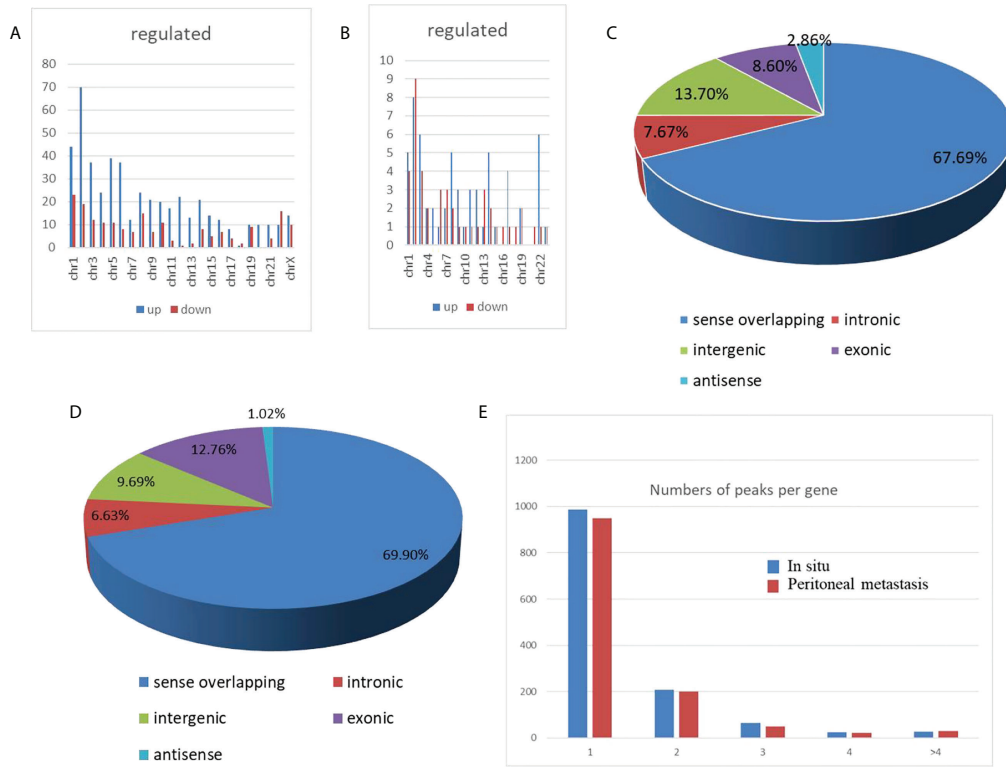 A
regulated
80
70
60
50
40
30
20
10
0
chr1
chr3
chr5
chr7
chr9
chr11
chr13
chr15
chr17
chr19
chr21
chrX
up down
B
regulated
10
9
8
7
6
5
4
3
2
1
0
chr1
chr4
chr7
chr10
chr13
chr16
chr19
chr22
up down
C
2.86%
8.60%
13.70%
7.67%
67.69%
sense overlapping intronic
intergenic exonic
antisense
D
1.02%
12.76%
9.69%
6.63%
69.90%
sense overlapping intronic
intergenic exonic
antisense
E
Numbers of peaks per gene
In situ
Peritoneal metastasis
1200
1000
800
600
400
200
0
1 2 3 4 >4